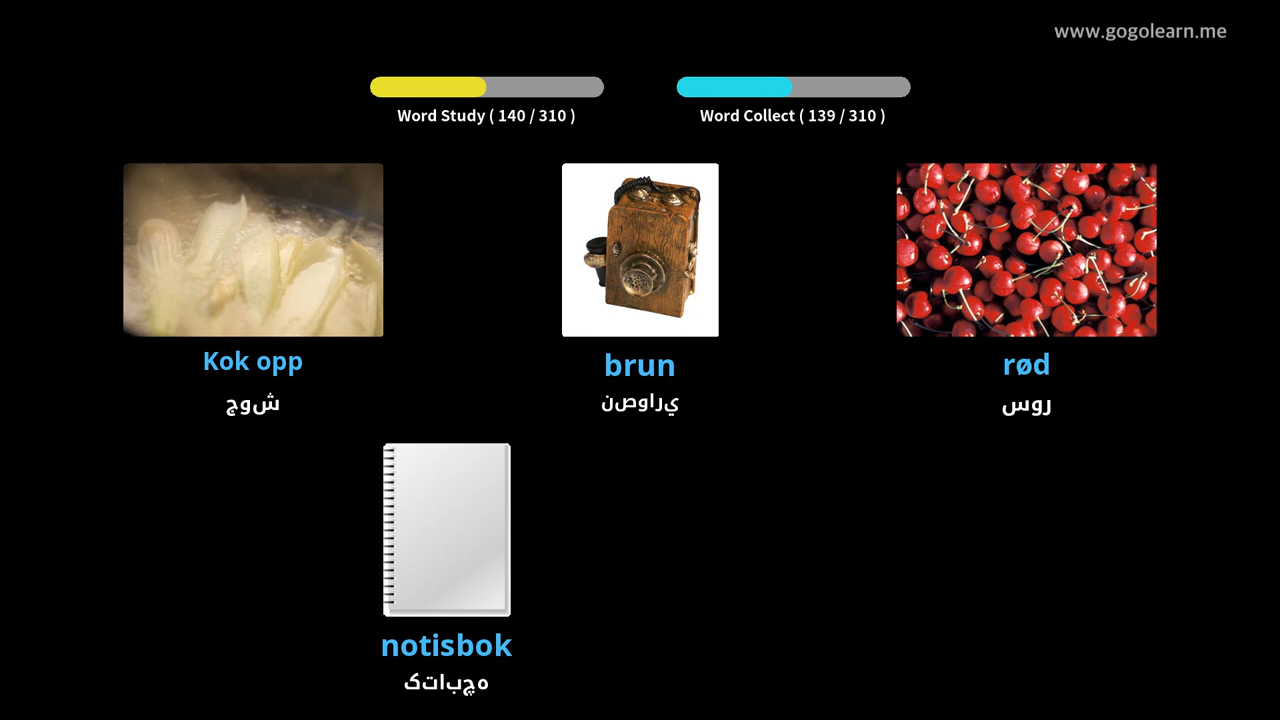 www.gogolearn.me
Word Study ( 140 / 310 )
Word Collect ( 139 / 310 )
Kok opp
شوج
brun
يراوصن
rød
روس
notisbok
هچباتک